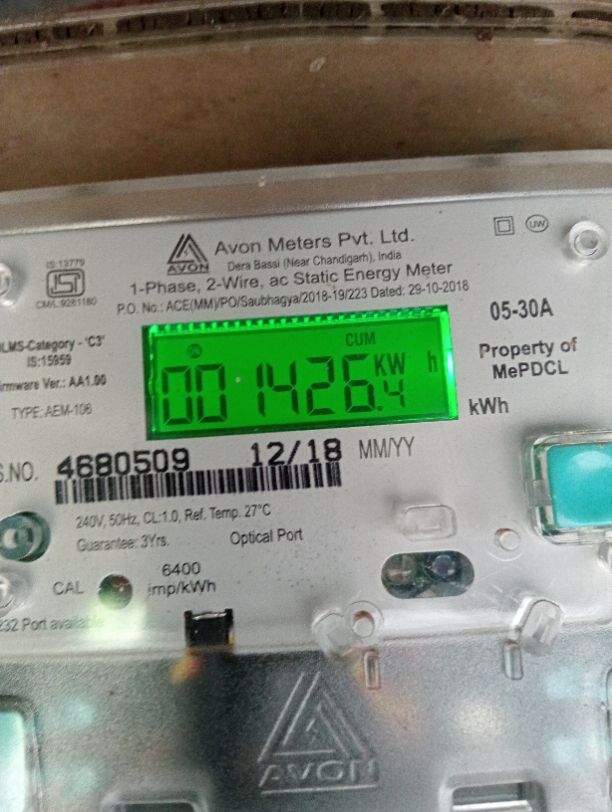 Avon Meters Pvt. Ltd.
AVON
Dera Bassi (Near Chandigarh), India
UW
IS:13779
ISI
CM/L 9281180
1-Phase, 2-Wire, ac Static Energy Meter
P.O. No.: ACE(MM)/PO/Saubhagya/2018-19/223 Dated: 29-10-2018
05-30A
-Category - 'C3'
IS:15959
Ver.: AA1.00
TYPE: AEM-106
CUM
001426.4 KW h
kWh
Property of
MePDCL
S.NO. 4680509 12/18 MM/YY
240V, 50Hz, CL:1.0, Ref. Temp. 27°C
Guarantee: 3Yrs. Optical Port
CAL
6400
imp/kWh
232 Port available
AVON